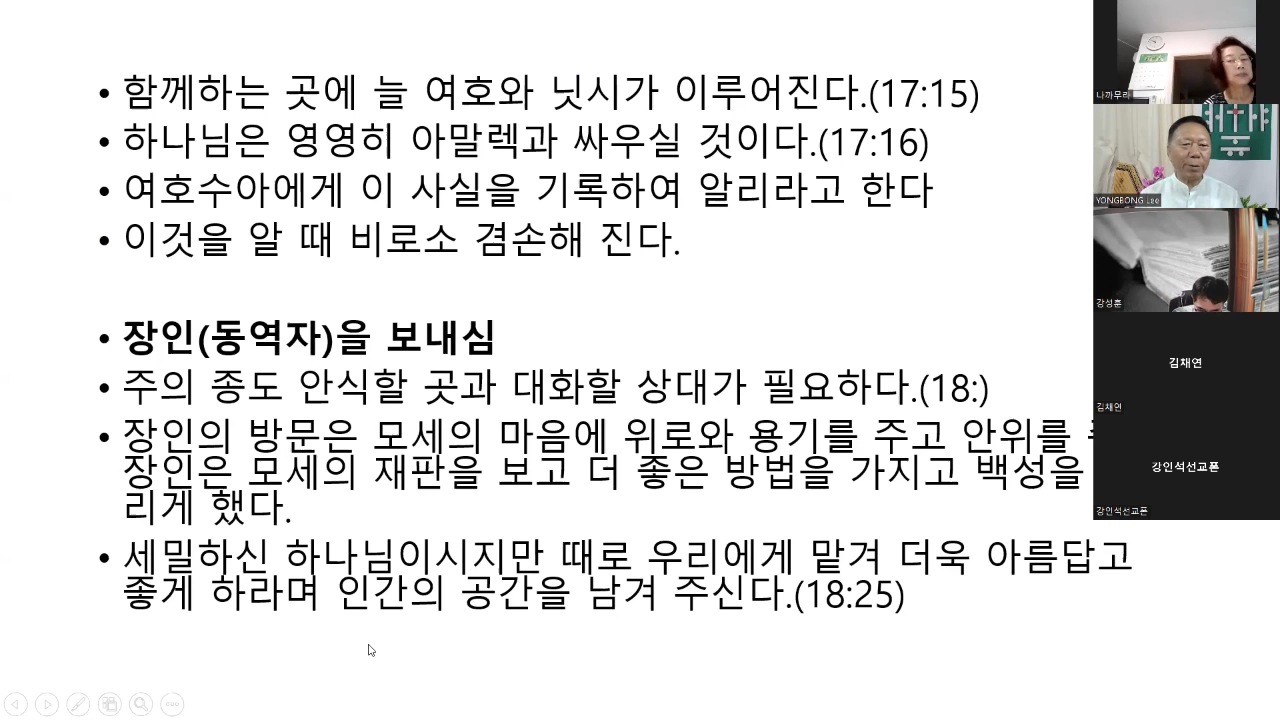 • 함께하는 곳에 늘 여호와 닛시가 이루어진다.(17:15)
• 하나님은 영영히 아말렉과 싸우실 것이다.(17:16)
• 여호수아에게 이 사실을 기록하여 알리라고 한다
• 이것을 알 때 비로소 겸손해 진다.
• 장인(동역자)을 보내심
• 주의 종도 안식할 곳과 대화할 상대가 필요하다.(18:)
• 장인의 방문은 모세의 마음에 위로와 용기를 주고 안위를
장인은 모세의 재판을 보고 더 좋은 방법을 가지고 백성을
리게 했다.
• 세밀하신 하나님이시지만 때로 우리에게 맡겨 더욱 아름답고
좋게 하라며 인간의 공간을 남겨 주신다.(18:25)
나까무라
YONGBONG Lee
강성훈
김채연
김채연
강인석선교폰
강인석선교폰